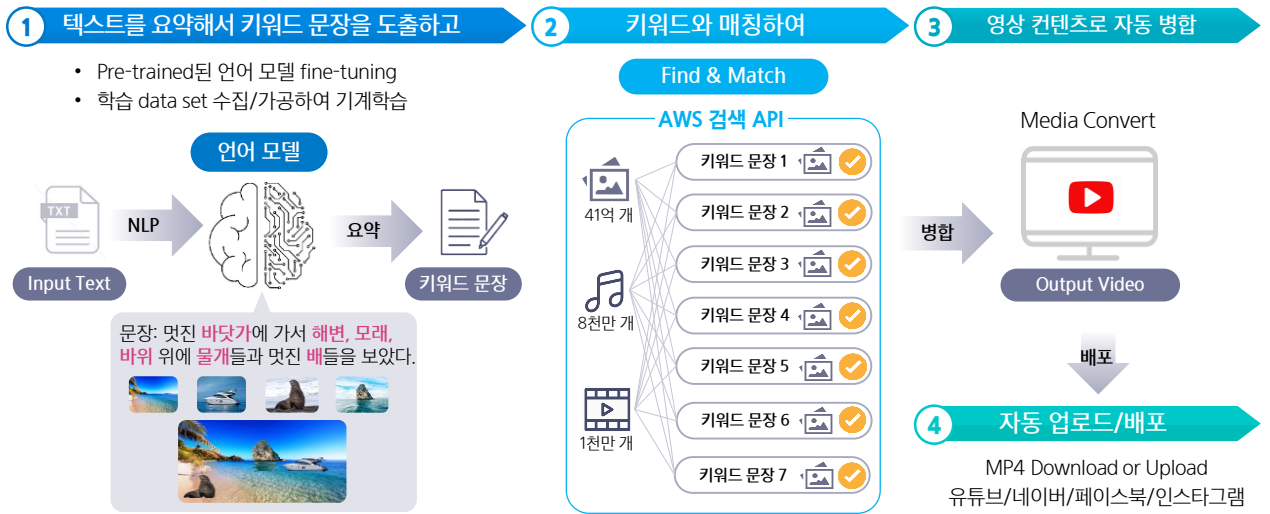 1 텍스트를 요약해서 키워드 문장을 도출하고
• Pre-trained된 언어 모델 fine-tuning
• 학습 data set 수집/가공하여 기계학습
언어 모델
TXT
NLP
요약
Input Text
키워드 문장
문장: 멋진 바닷가에 가서 해변, 모래,
바위 위에 물개들과 멋진 배들을 보았다.
2 키워드와 매칭하여
Find & Match
AWS 검색 API
41억 개
8천만 개
1천만 개
키워드 문장 1
키워드 문장 2
키워드 문장 3
키워드 문장 4
키워드 문장 5
키워드 문장 6
키워드 문장 7
병합
3 영상 컨텐츠로 자동 병합
Media Convert
Output Video
배포
4 자동 업로드/배포
MP4 Download or Upload
유튜브/네이버/페이스북/인스타그램